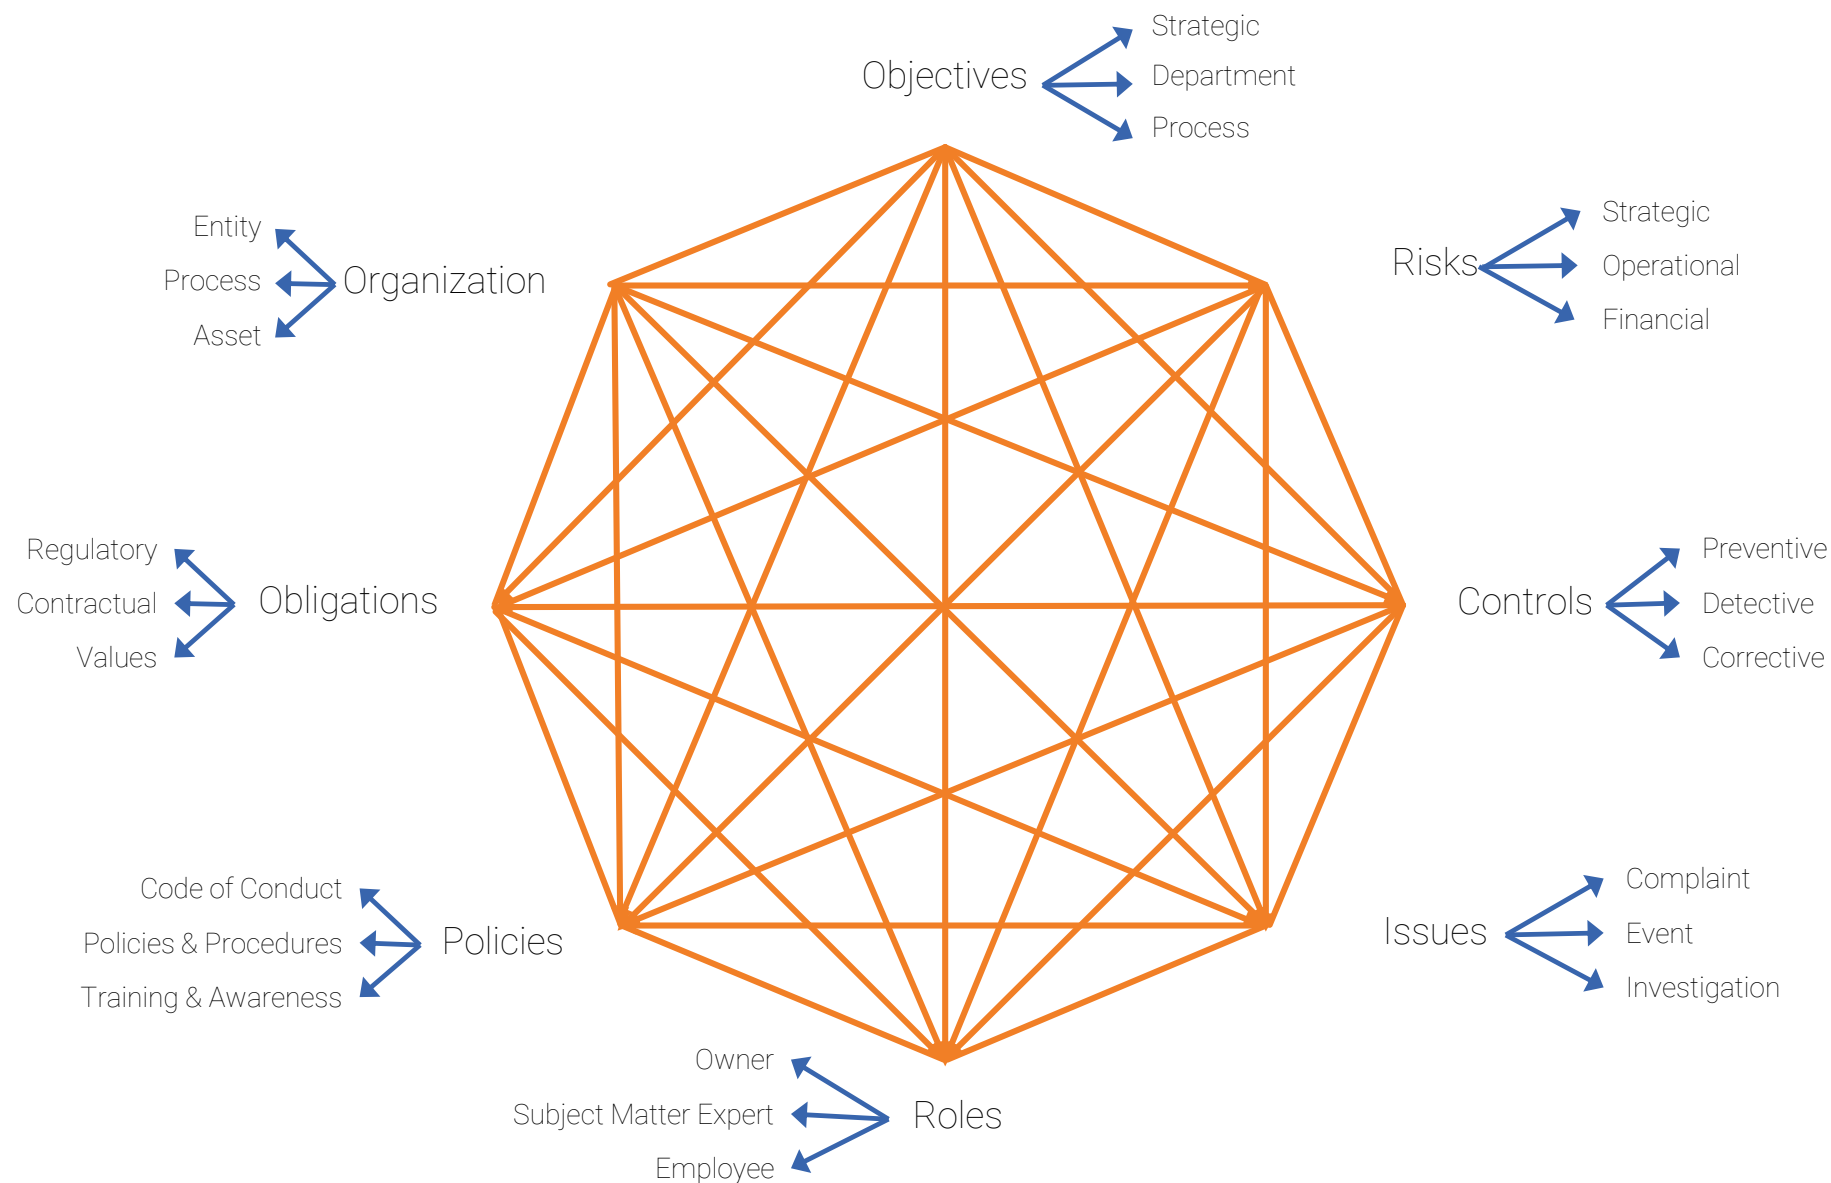 Objectives
Strategic
Department
Process
Risks
Strategic
Operational
Financial
Controls
Preventive
Detective
Corrective
Issues
Complaint
Event
Investigation
Roles
Owner
Subject Matter Expert
Employee
Policies
Code of Conduct
Policies & Procedures
Training & Awareness
Obligations
Regulatory
Contractual
Values
Organization
Entity
Process
Asset